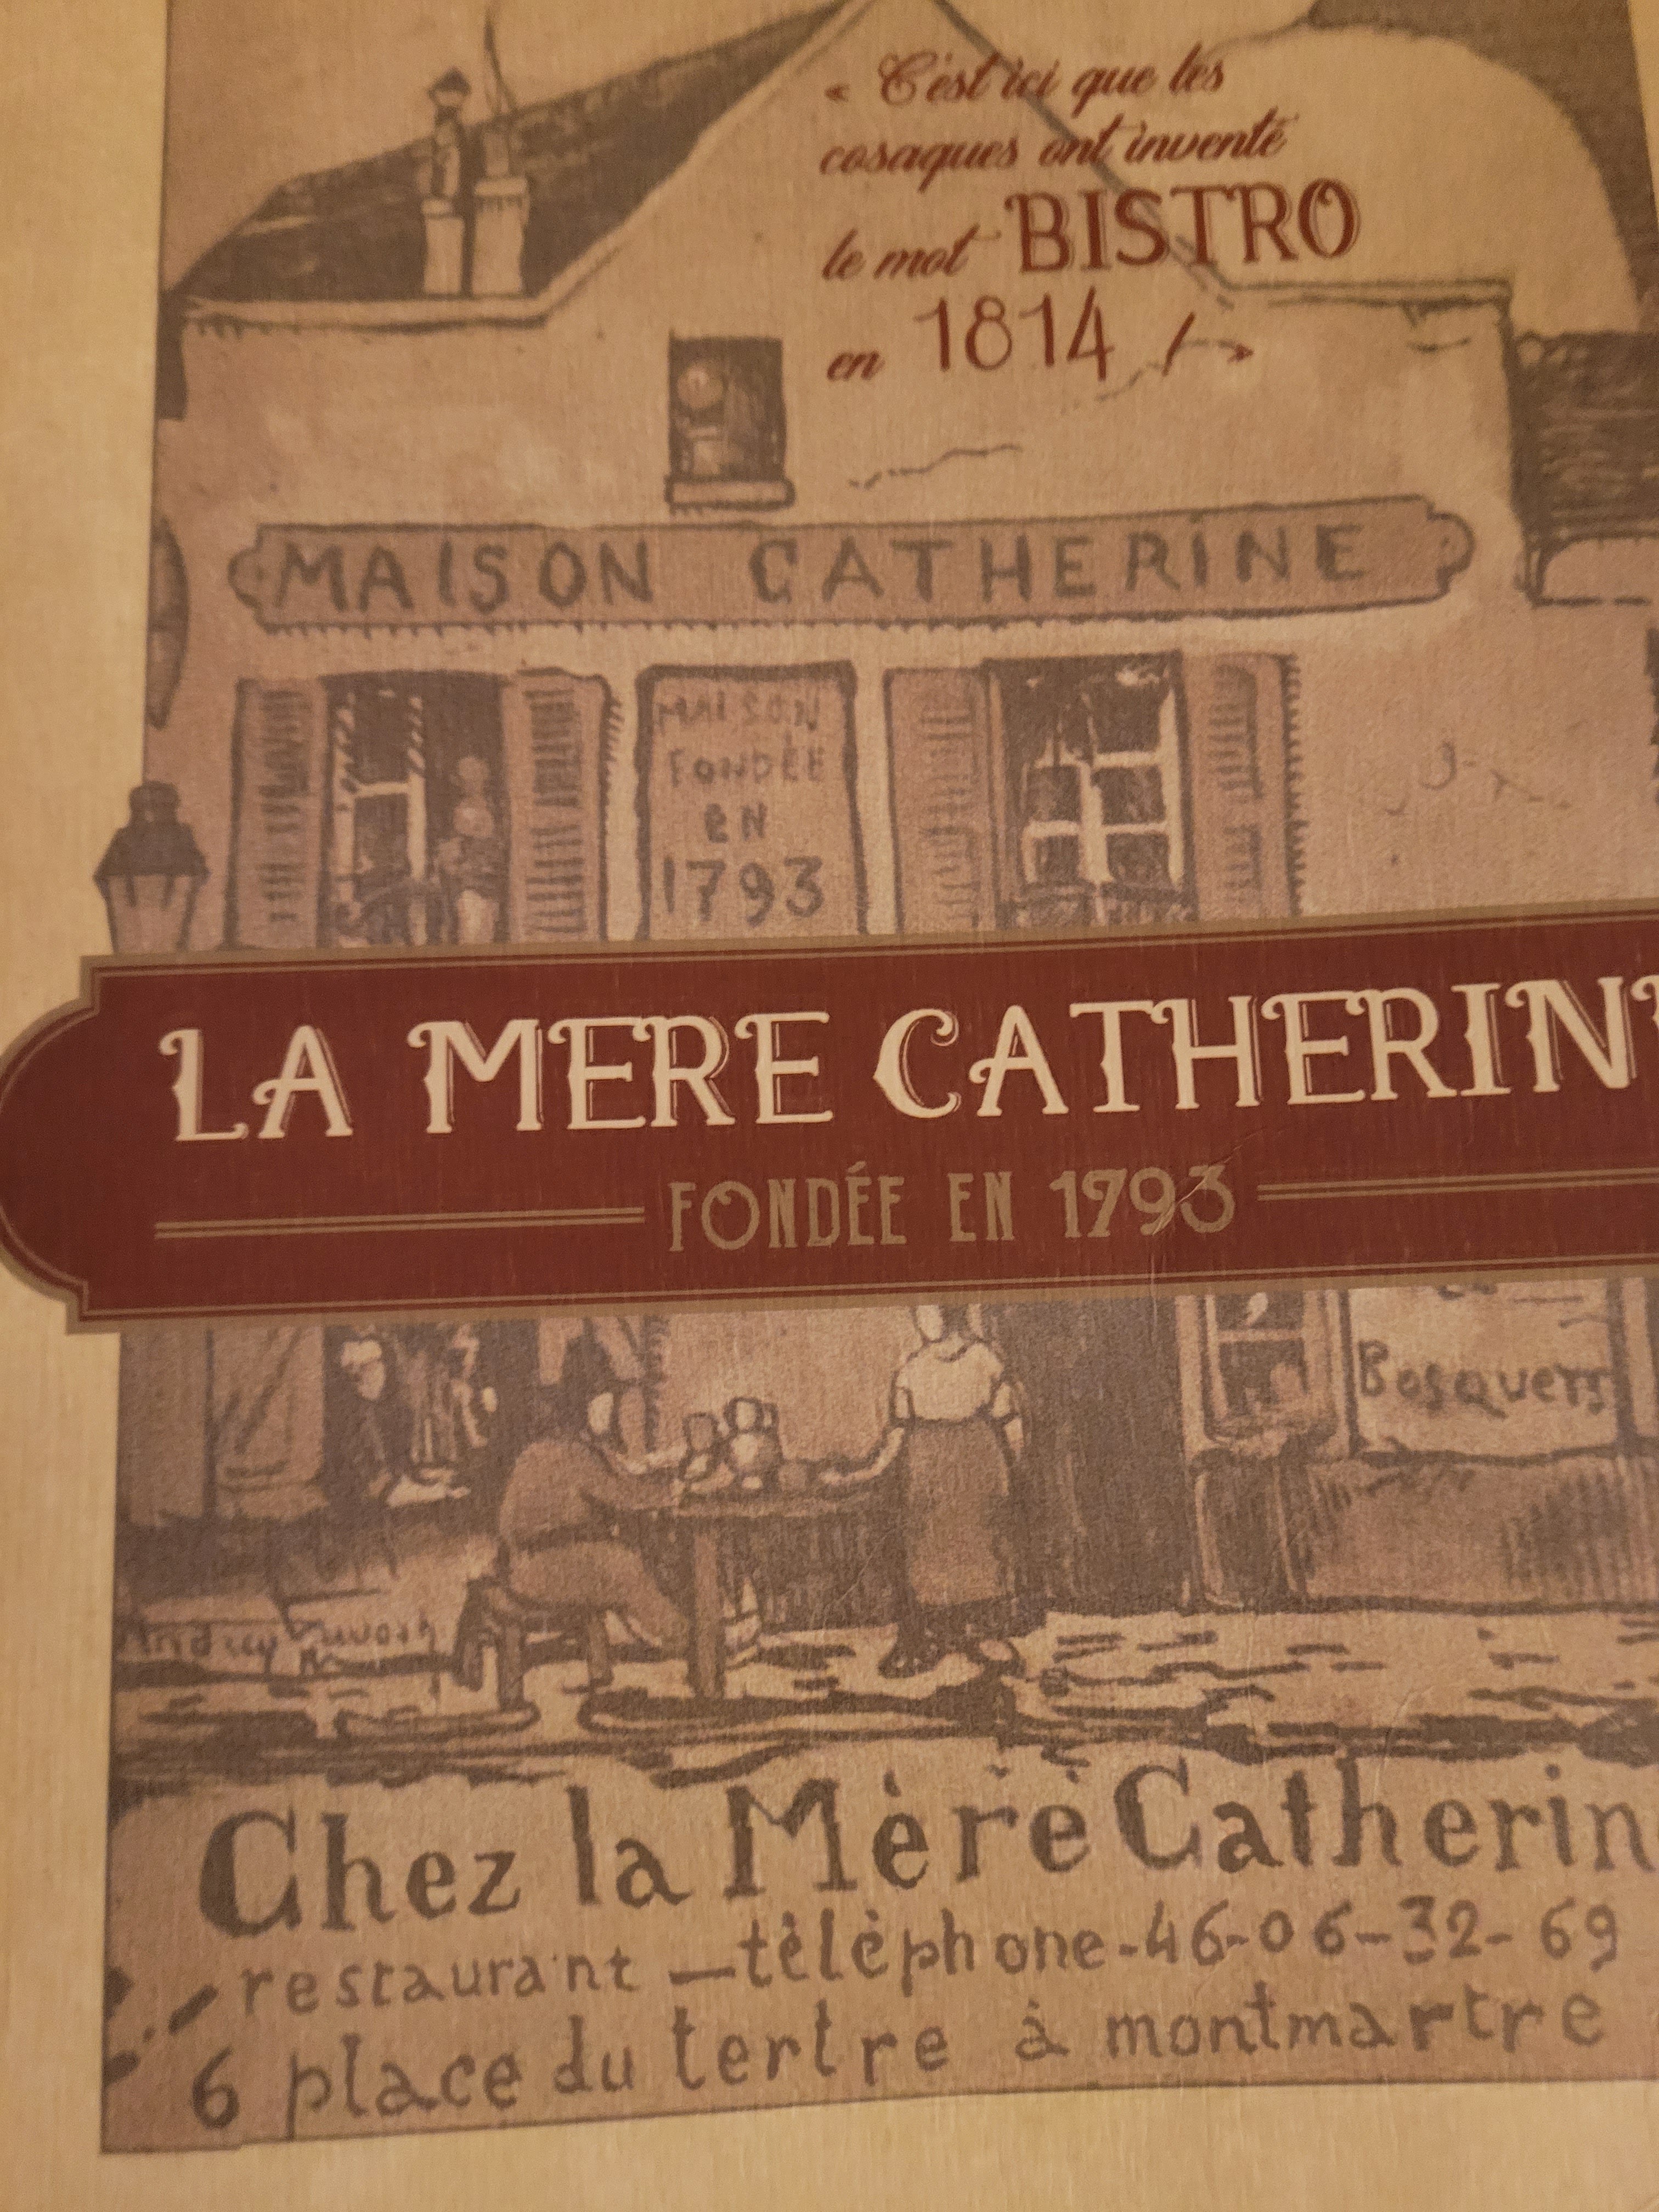 « C'est ici que les
cosaques ont inventé
le mot BISTRO
en 1814
MAISON CATHERINE
MAISON
FONDÉE
EN
1793
LA MERE CATHERINE
FONDÉE EN 1793
Bosquers
Chez la Mère Catherin
restaurant - téléphone - 46-06-32-69
6 place du tertre à montmartre